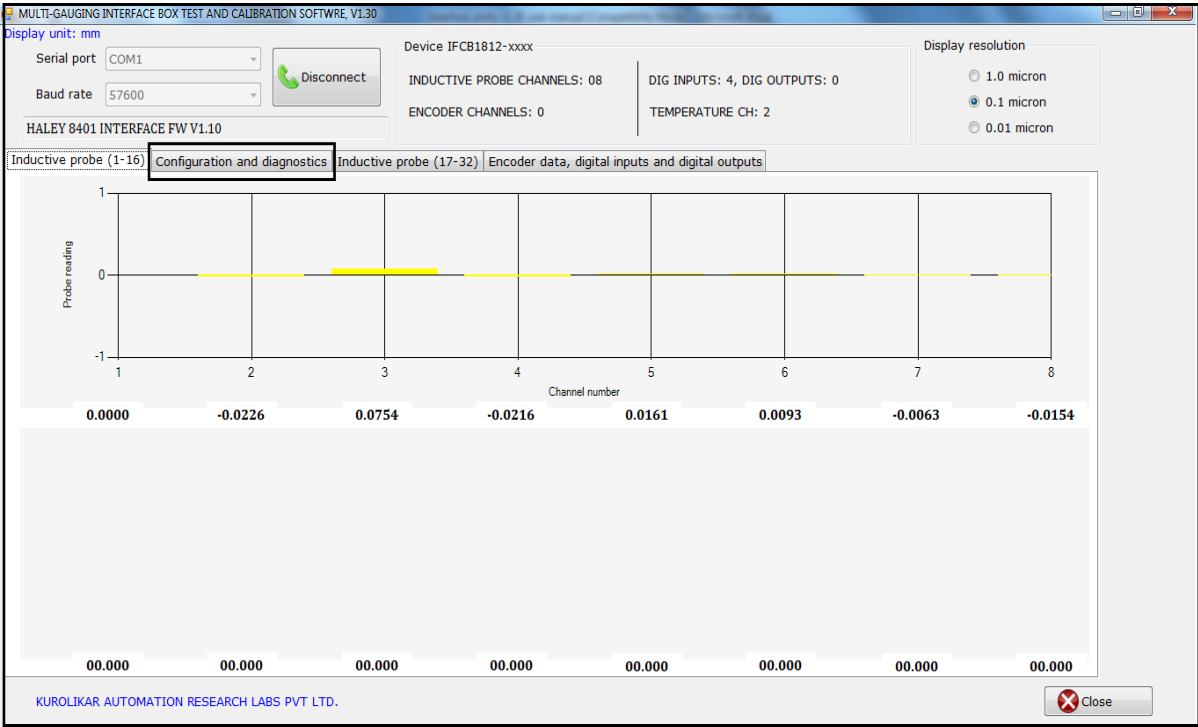 MULTI-GAUGING INTERFACE BOX TEST AND CALIBRATION SOFTWRE, V1.30
Display unit: mm
Serial port COM1
Baud rate 57600
Disconnect
HALEY 8401 INTERFACE FW V1.10
Device IFCB1812-xxxx
INDUCTIVE PROBE CHANNELS: 08
ENCODER CHANNELS: 0
DIG INPUTS: 4, DIG OUTPUTS: 0
TEMPERATURE CH: 2
Display resolution
1.0 micron
0.1 micron
0.01 micron
Inductive probe (1-16) Configuration and diagnostics Inductive probe (17-32) Encoder data, digital inputs and digital outputs
1
0
-1
Probe reading
1 2 3 4 5 6 7 8
Channel number
0.0000 -0.0226 0.0754 -0.0216 0.0161 0.0093 -0.0063 -0.0154
00.000 00.000 00.000 00.000 00.000 00.000 00.000 00.000
KUROLIKAR AUTOMATION RESEARCH LABS PVT LTD.
Close